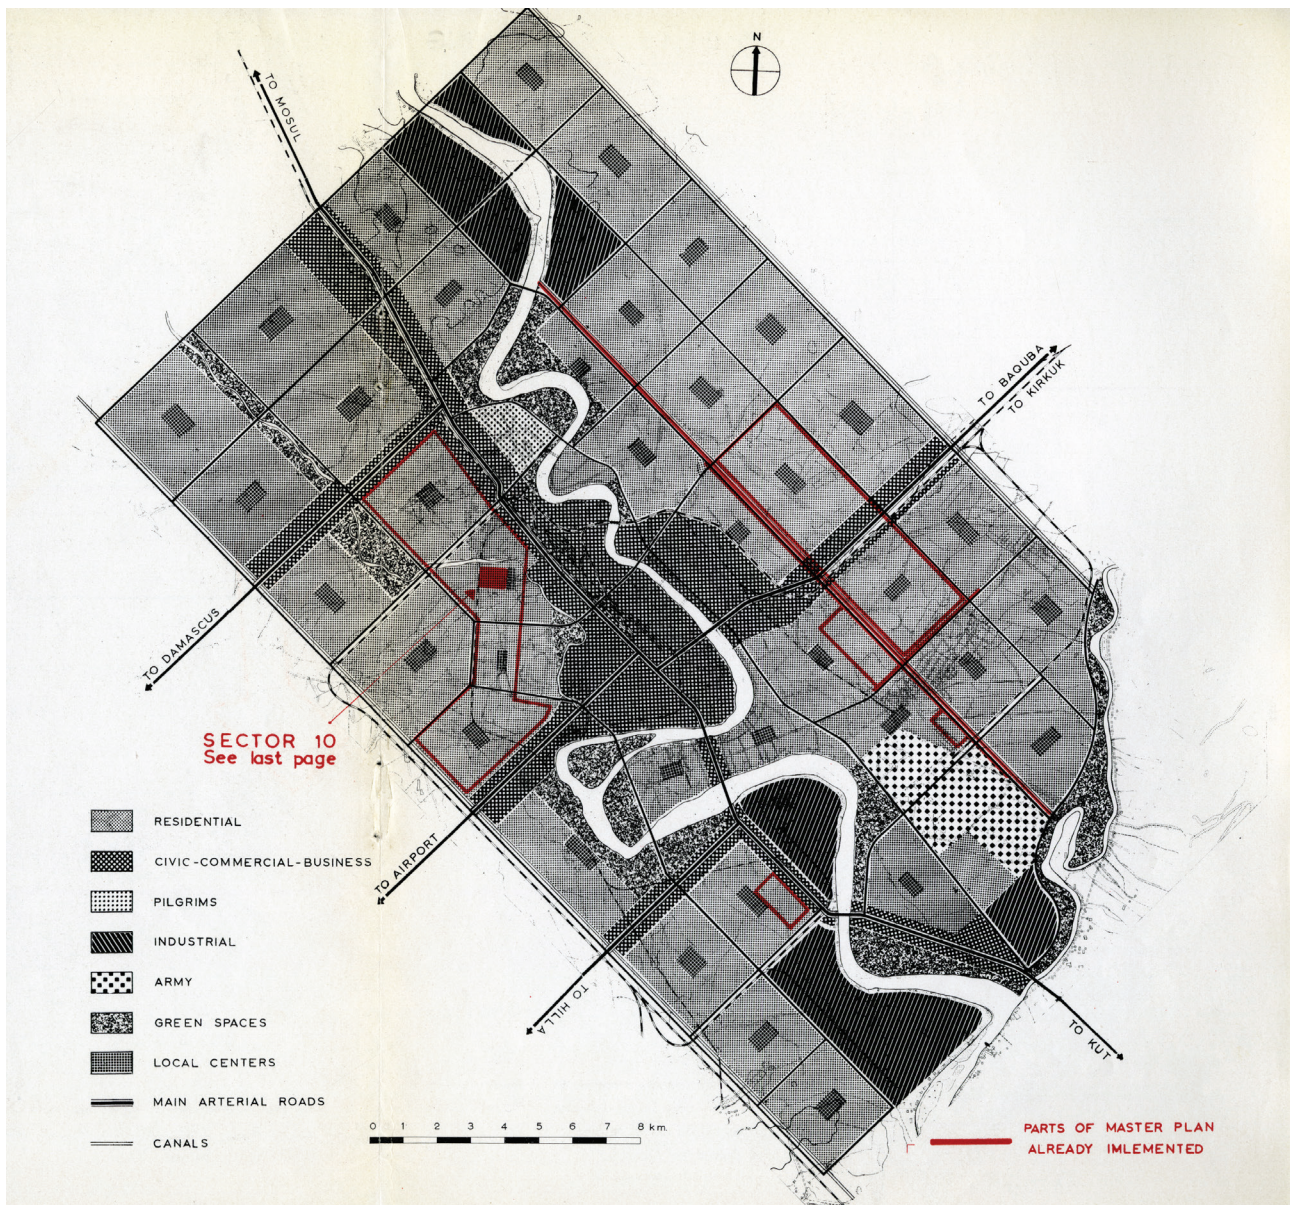 N
TO MOSUL
TO BAQUBA
TO KIRKUK
TO DAMASCUS
SECTOR 10
See last page
TO AIRPORT
TO HILLA
TO KUT
RESIDENTIAL
CIVIC-COMMERCIAL-BUSINESS
PILGRIMS
INDUSTRIAL
ARMY
GREEN SPACES
LOCAL CENTERS
MAIN ARTERIAL ROADS
CANALS
0 1 2 3 4 5 6 7 8 km.
PARTS OF MASTER PLAN
ALREADY IMLEMENTED